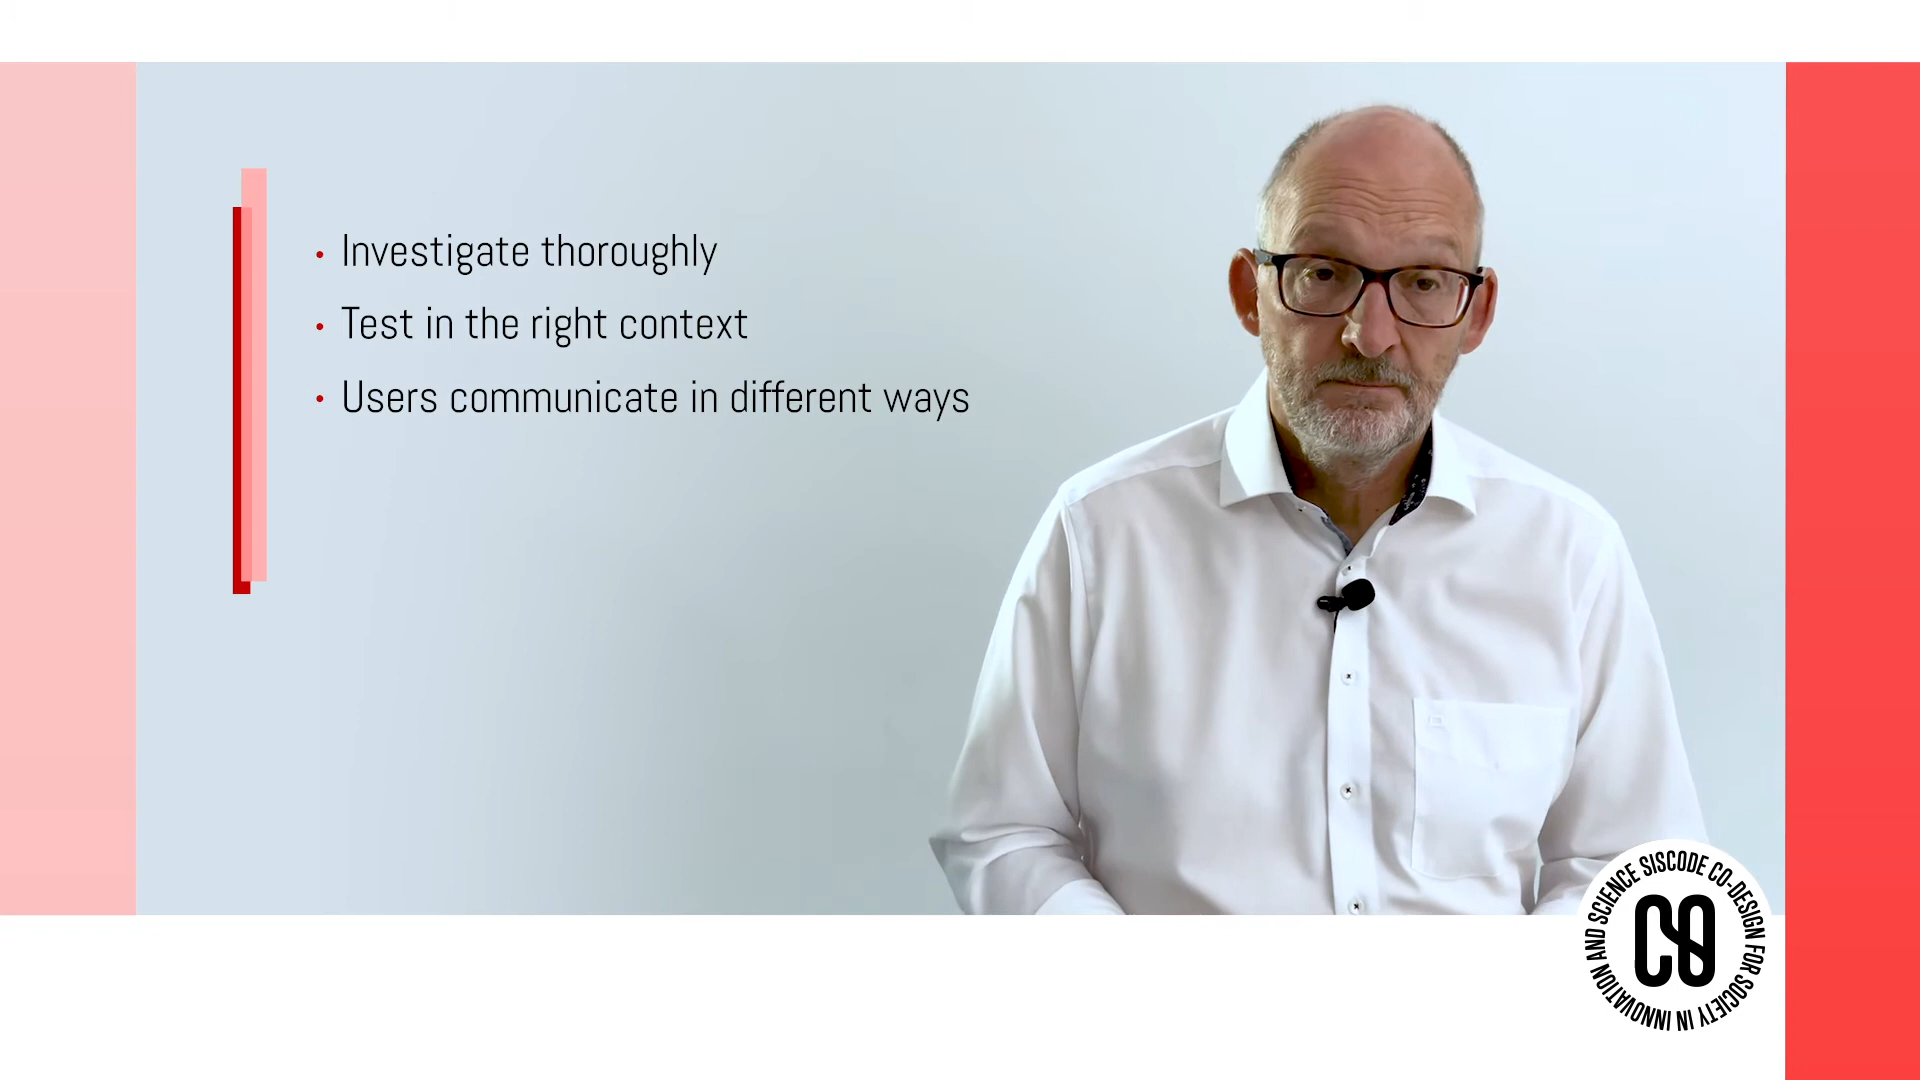 • Investigate thoroughly
• Test in the right context
• Users communicate in different ways
SISCODE CO-DESIGN FOR SOCIETY IN INNOVATION AND SCIENCE
CO